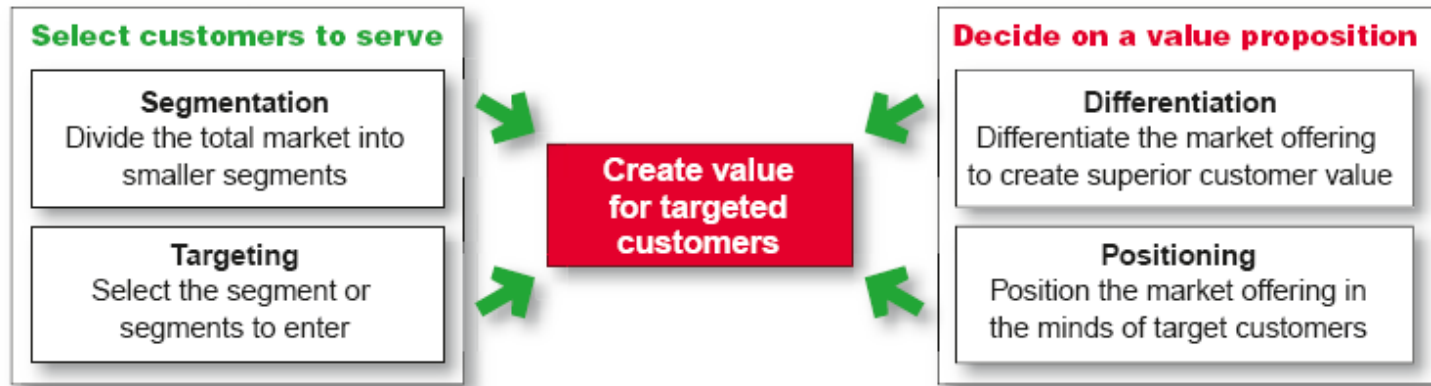 Select customers to serve
Segmentation
Divide the total market into
smaller segments
Targeting
Select the segment or
segments to enter
Create value
for targeted
customers
Decide on a value proposition
Differentiation
Differentiate the market offering
to create superior customer value
Positioning
Position the market offering in
the minds of target customers